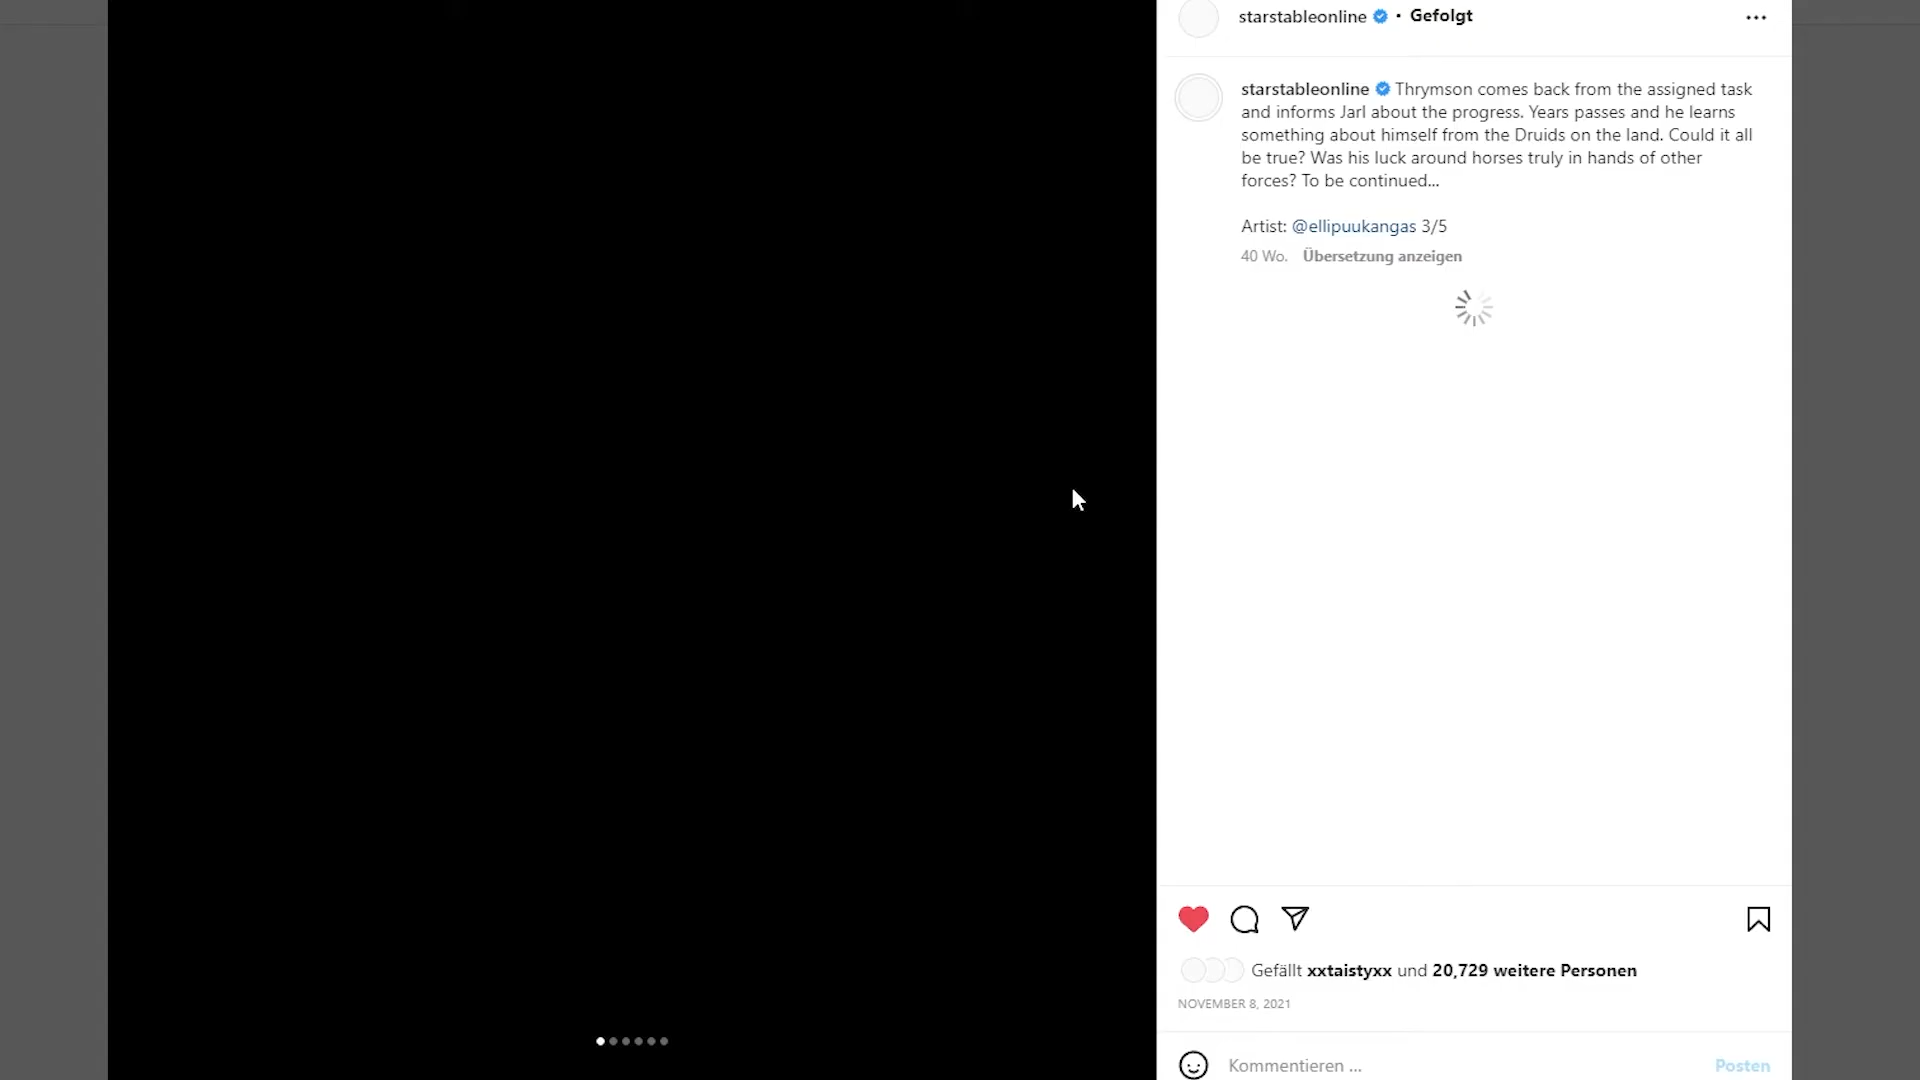 starstableonline • Gefolgt
starstableonline Thrymson comes back from the assigned task
and informs Jarl about the progress. Years passes and he learns
something about himself from the Druids on the land. Could it all
be true? Was his luck around horses truly in hands of other
forces? To be continued...
Artist: @ellipuukangas 3/5
40 Wo. Übersetzung anzeigen
Gefällt xxtaistyxx und 20,729 weitere Personen
NOVEMBER 8, 2021
Kommentieren ... Posten